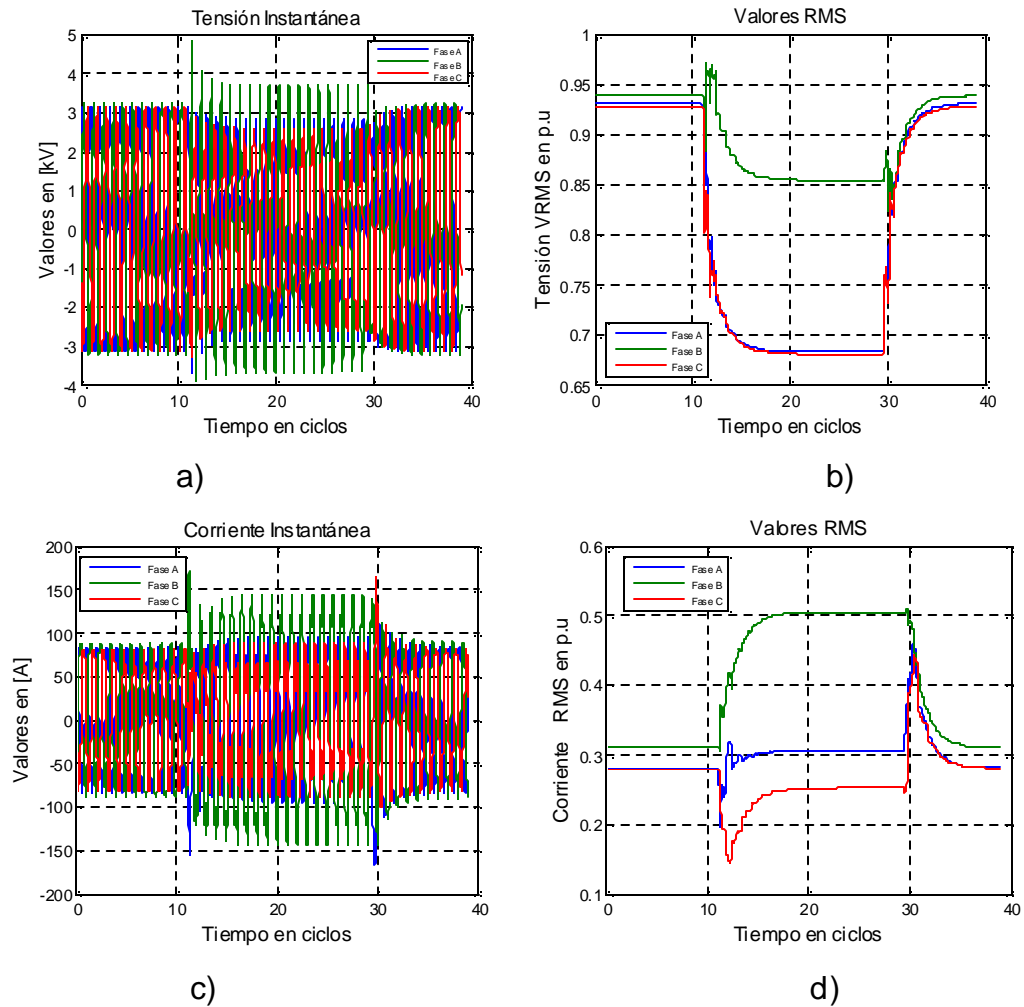 Tensión Instantánea
5
4
3
2
1
0
-1
-2
-3
-4
0
10
20
30
40
Valores en [kV]
Tiempo en ciclos
Fase A
Fase B
Fase C
a)
Valores RMS
1
0.95
0.9
0.85
0.8
0.75
0.7
0.65
0
10
20
30
40
Tensión VRMS en p.u
Tiempo en ciclos
Fase A
Fase B
Fase C
b)
Corriente Instantánea
200
150
100
50
0
-50
-100
-150
-200
0
10
20
30
40
Valores en [A]
Tiempo en ciclos
Fase A
Fase B
Fase C
c)
Valores RMS
0.6
0.5
0.4
0.3
0.2
0.1
0
10
20
30
40
Corriente RMS en p.u
Tiempo en ciclos
Fase A
Fase B
Fase C
d)